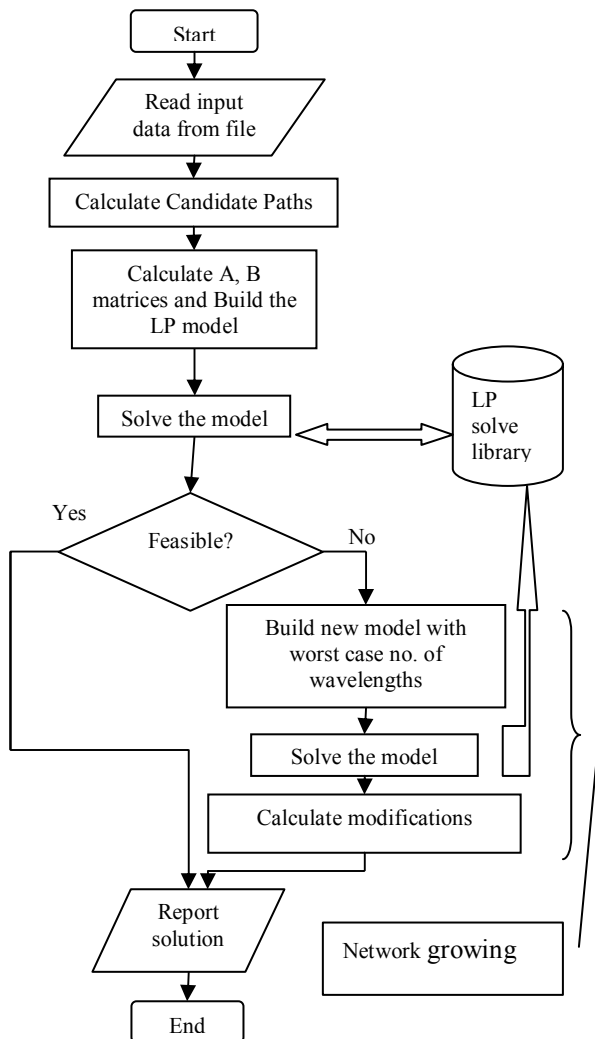 Start
Read input
data from file
Calculate Candidate Paths
Calculate A, B
matrices and Build the
LP model
Solve the model
LP
solve
library
Yes
Feasible?
No
Build new model with
worst case no. of
wavelengths
Solve the model
Calculate modifications
Report
solution
Network growing
End